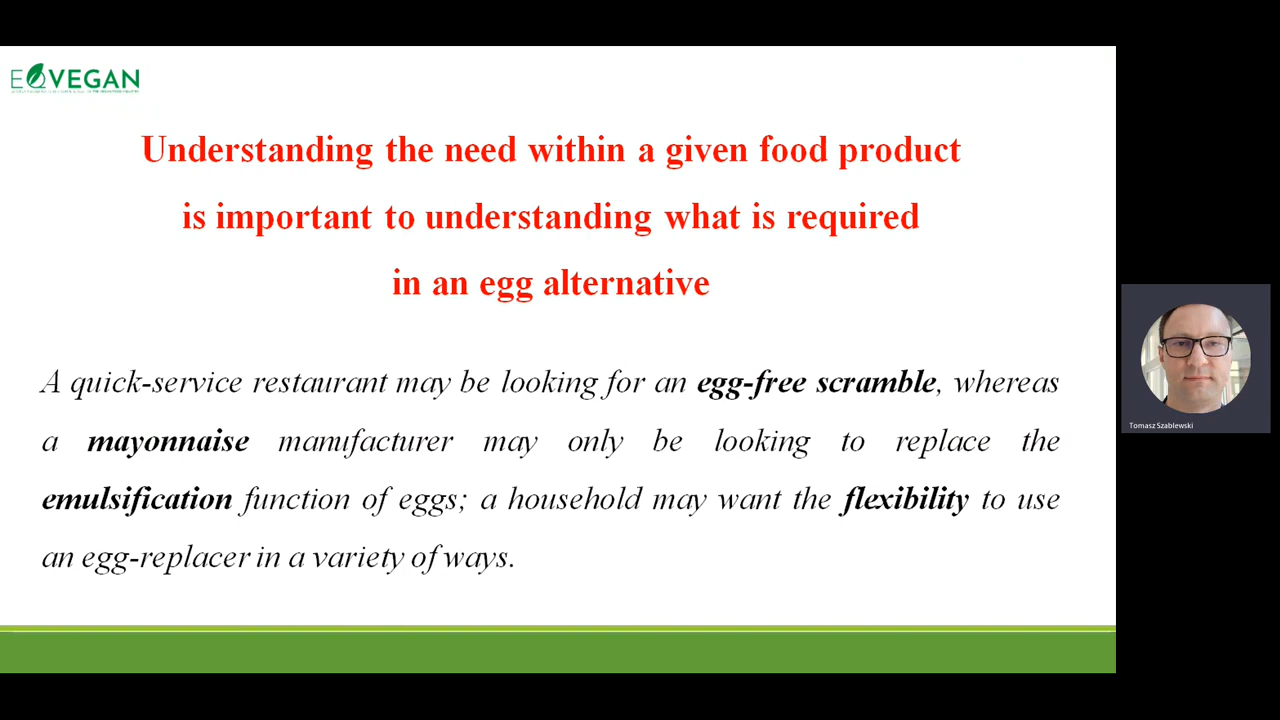 EQVEGAN
Understanding the need within a given food product
is important to understanding what is required
in an egg alternative
A quick-service restaurant may be looking for an egg-free scramble, whereas
a mayonnaise manufacturer may only be looking to replace the
emulsification function of eggs; a household may want the flexibility to use
an egg-replacer in a variety of ways.
Tomasz Szablewski